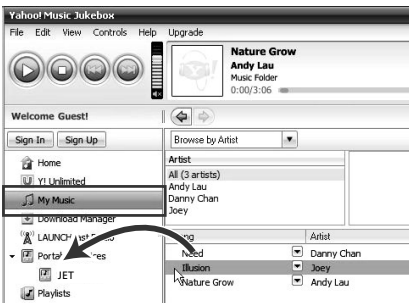 Yahoo! Music Jukebox
File Edit View Controls Help Upgrade
Nature Grow
Andy Lau
Music Folder
0:00/3:06
Welcome Guest!
Sign In Sign Up
Browse by Artist
Home
Y! Unlimited
My Music
Download Manager
LAUNCH
Playlists
JET
Artist
All (3 artists)
Andy Lau
Danny Chan
Joey
Artist
Need Danny Chan
Illusion Joey
Nature Grow Andy Lau